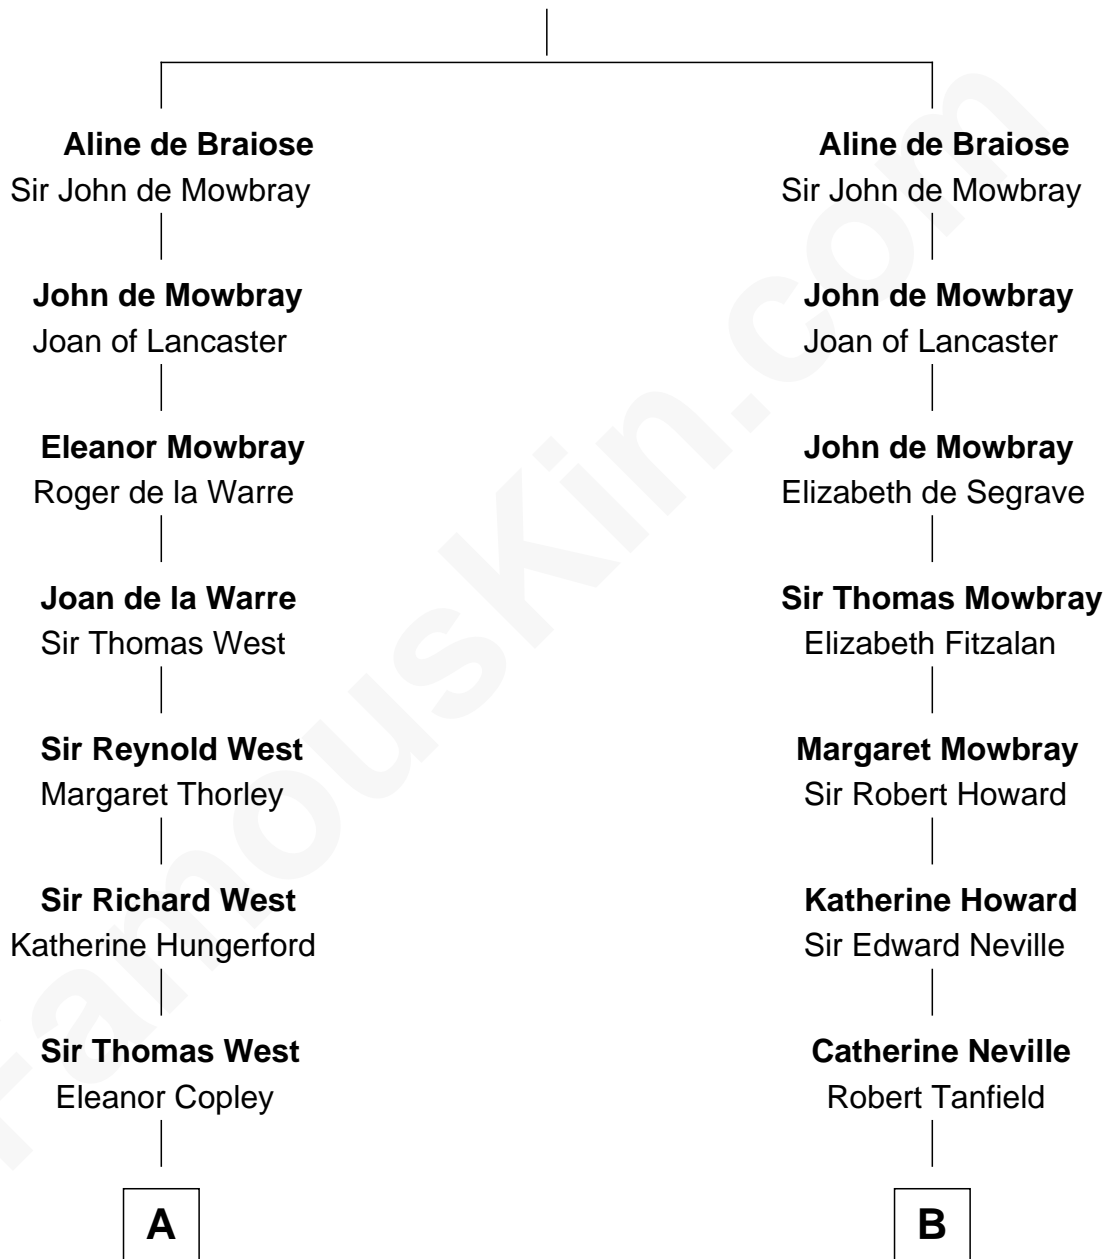 Aline de Braiose
Sir John de Mowbray
John de Mowbray
Joan of Lancaster
Eleanor Mowbray
Roger de la Warre
Joan de la Warre
Sir Thomas West
Sir Reynold West
Margaret Thorley
Sir Richard West
Katherine Hungerford
Sir Thomas West
Eleanor Copley
A
Aline de Braiose
Sir John de Mowbray
John de Mowbray
Joan of Lancaster
John de Mowbray
Elizabeth de Segrave
Sir Thomas Mowbray
Elizabeth Fitzalan
Margaret Mowbray
Sir Robert Howard
Katherine Howard
Sir Edward Neville
Catherine Neville
Robert Tanfield
B
FamousKin.com